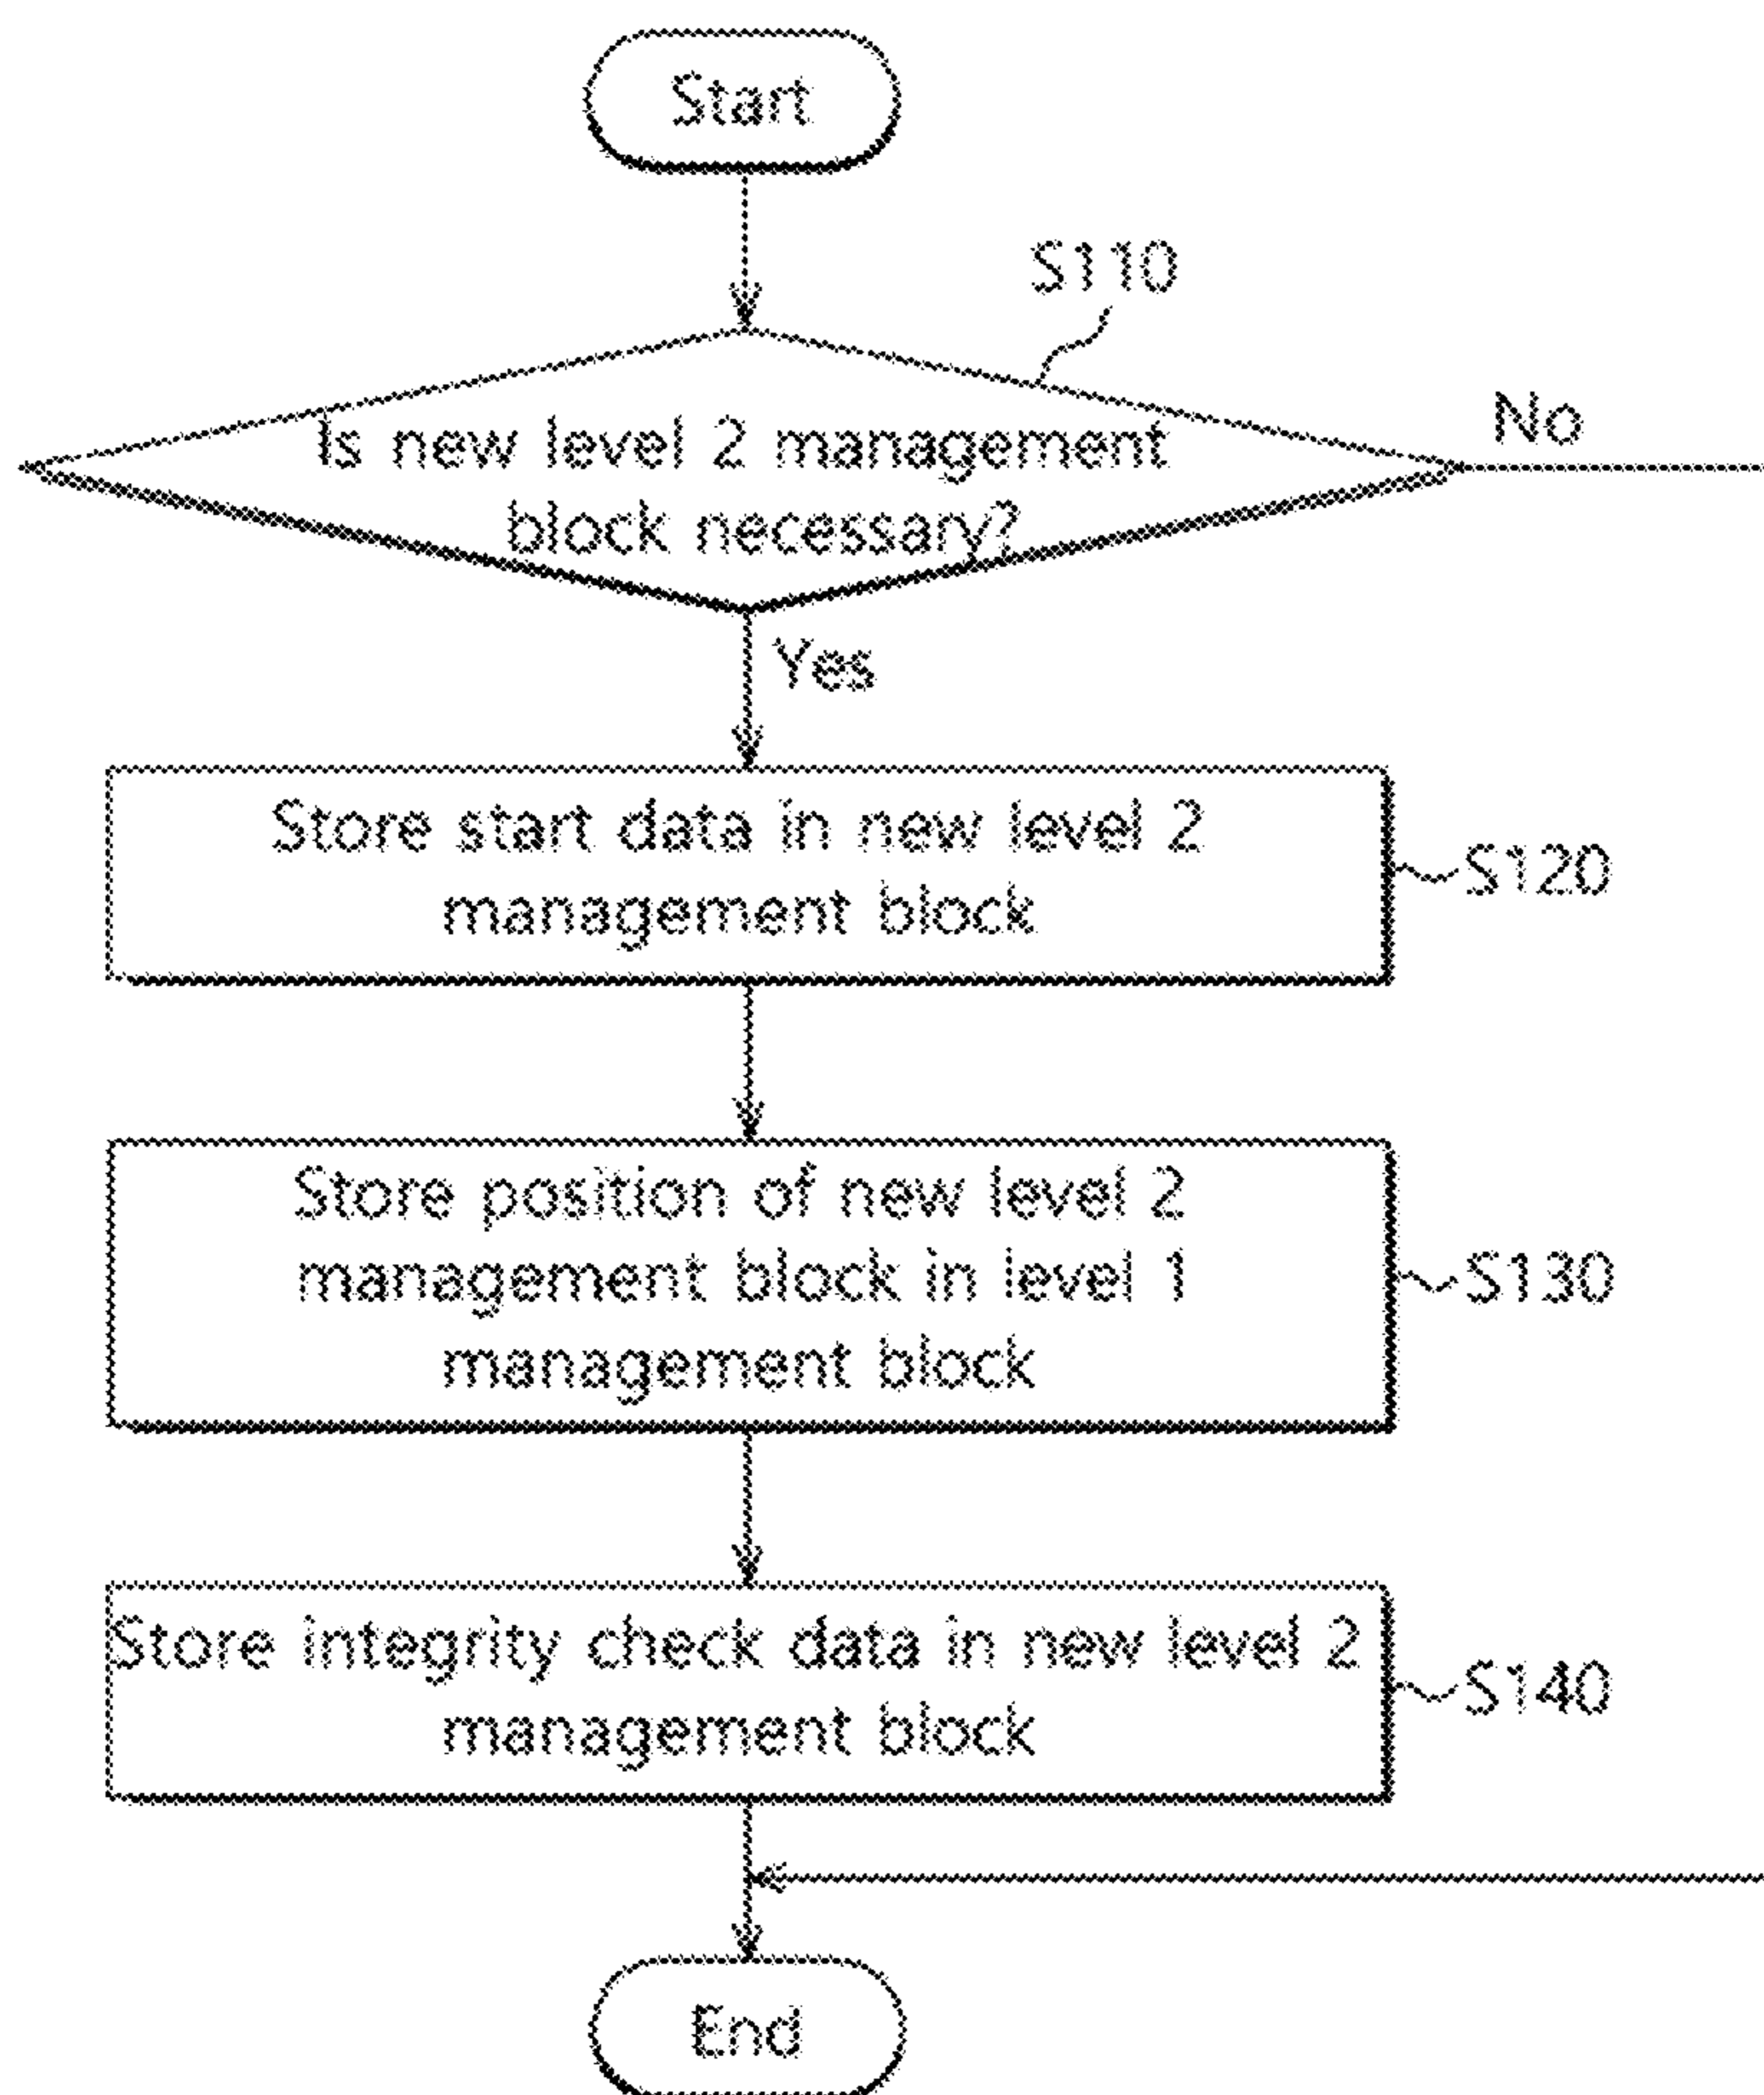 Start
S110
Is new level 2 management
block necessary?
No
Yes
Store start data in new level 2
management block
S120
Store position of new level 2
management block in level 1
management block
S130
Store integrity check data in new level 2
management block
S140
End